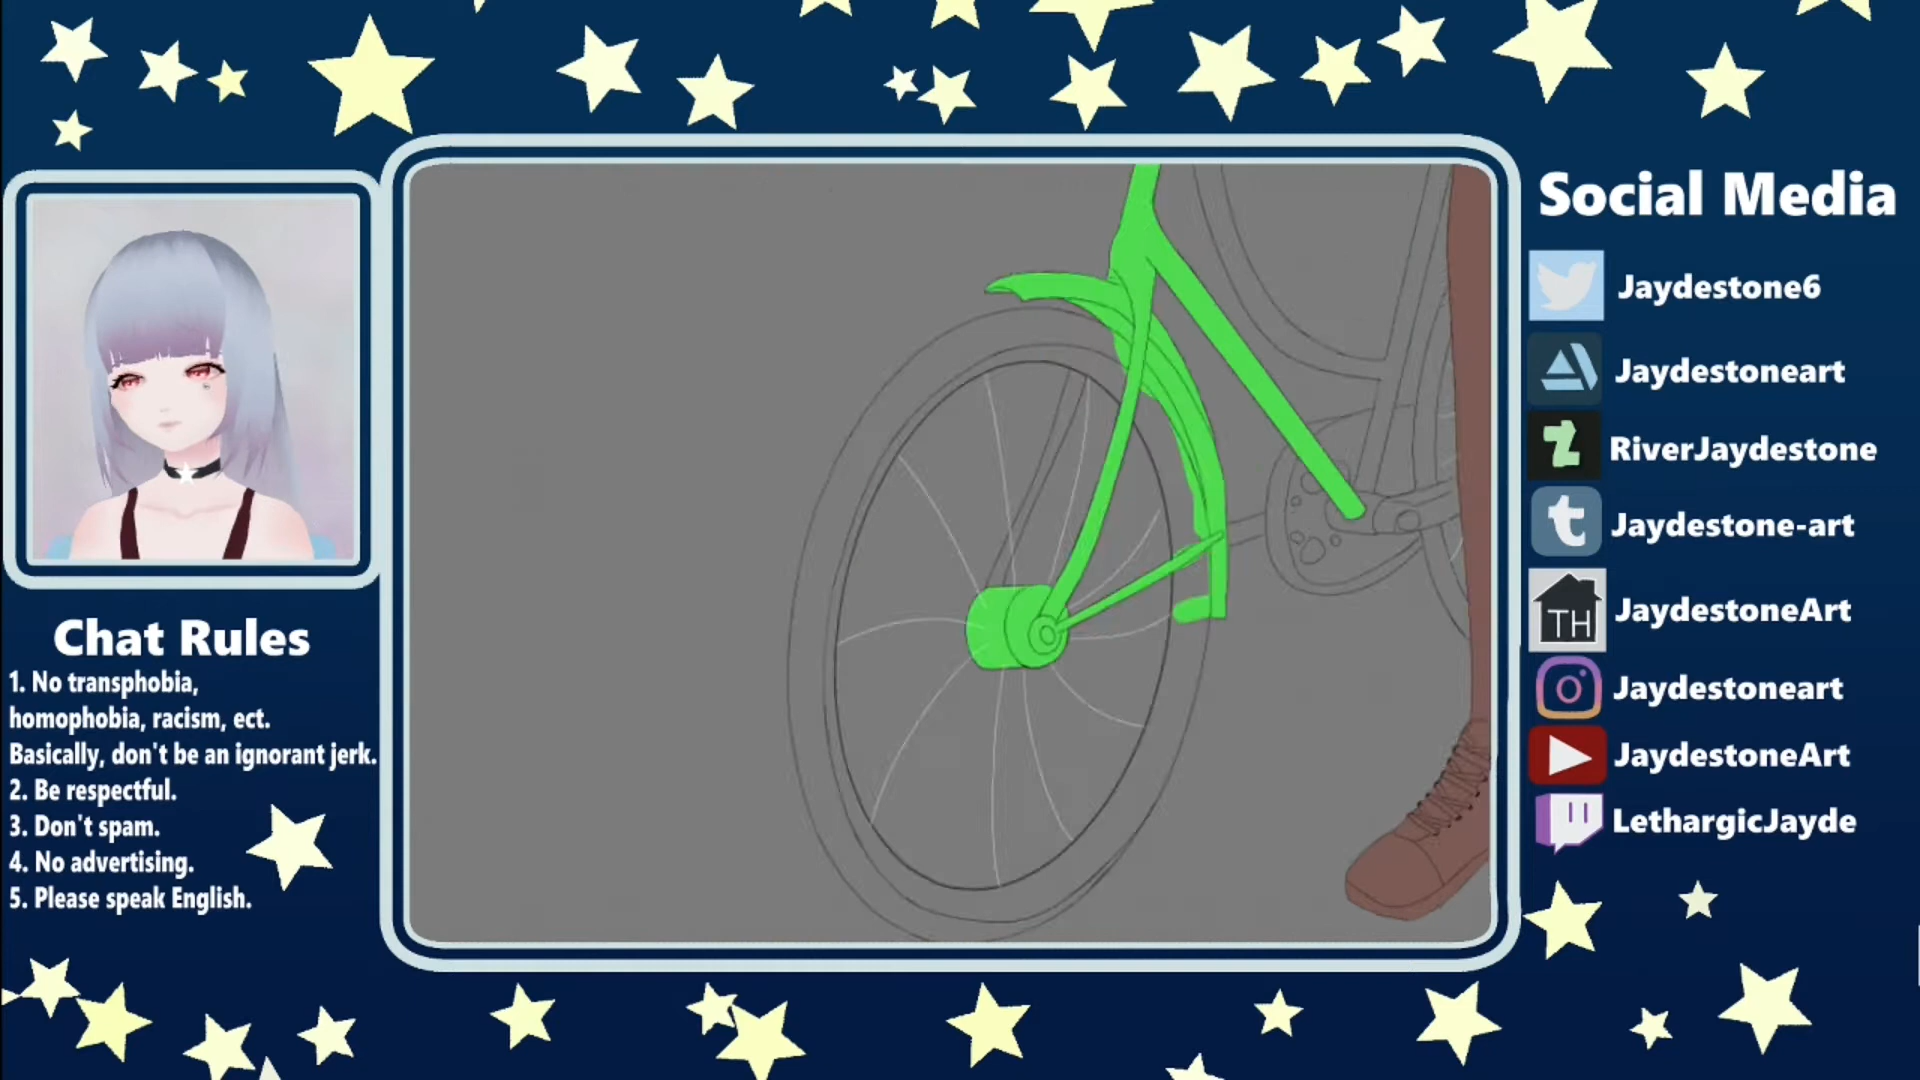 Social Media
Jaydestone6
Jaydestoneart
RiverJaydestone
Jaydestone-art
TH
JaydestoneArt
Jaydestoneart
JaydestoneArt
LethargicJayde
Chat Rules
1. No transphobia,
homophobia, racism, ect.
Basically, don't be an ignorant jerk.
2. Be respectful.
3. Don't spam.
4. No advertising.
5. Please speak English.